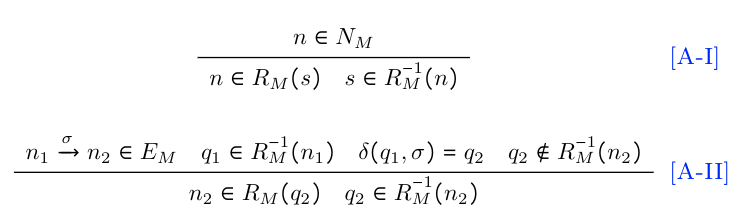 n ∈ N_M
n ∈ R_M(s) s ∈ R_M^{-1}(n) [A-I]
n_1 \xrightarrow{σ} n_2 ∈ E_M q_1 ∈ R_M^{-1}(n_1) δ(q_1, σ) = q_2 q_2 ∉ R_M^{-1}(n_2)
n_2 ∈ R_M(q_2) q_2 ∈ R_M^{-1}(n_2) [A-II]